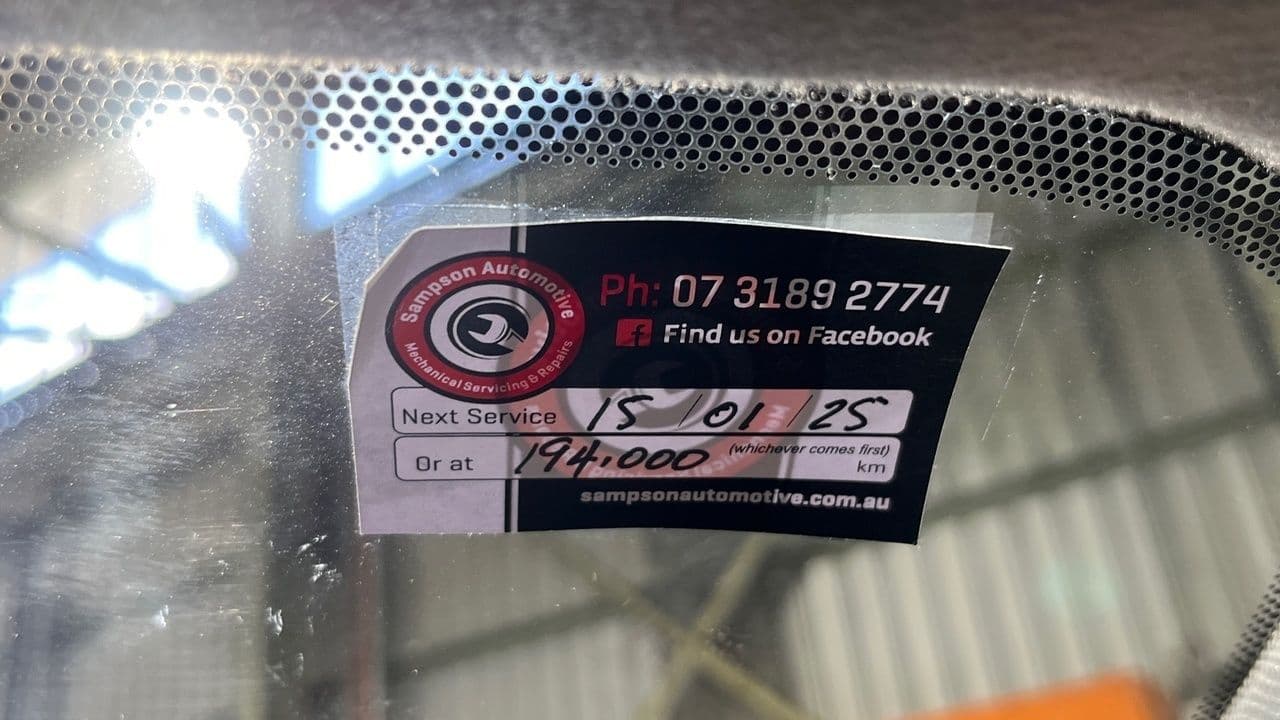 Sampson Automotive
Mechanical Servicing & Repairs
Ph: 07 3189 2774
f Find us on Facebook
Next Service 15 / 01 / 25
Or at 194,000 (whichever comes first) km
sampsonautomotive.com.au